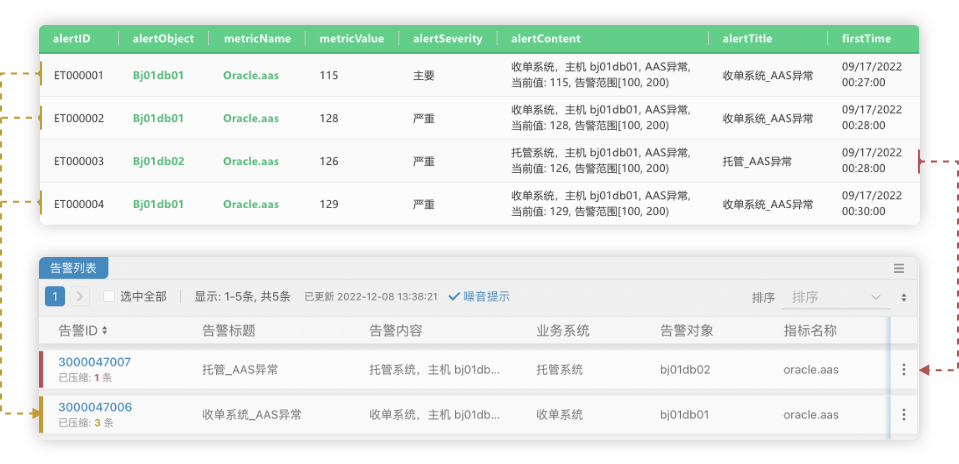 alertID alertObject metricName metricValue alertSeverity alertContent alertTitle firstTime
ET000001 Bj01db01 Oracle.aas 115 主要 收单系统，主机 bj01db01, AAS异常, 当前值: 115, 告警范围[100, 200) 收单系统_AAS异常 09/17/2022 00:27:00
ET000002 Bj01db01 Oracle.aas 128 严重 收单系统，主机 bj01db01, AAS异常, 当前值: 128, 告警范围[100, 200) 收单系统_AAS异常 09/17/2022 00:28:00
ET000003 Bj01db02 Oracle.aas 126 严重 托管系统，主机 bj01db01, AAS异常, 当前值: 126, 告警范围[100, 200) 托管_AAS异常 09/17/2022 00:28:00
ET000004 Bj01db01 Oracle.aas 129 严重 收单系统，主机 bj01db01, AAS异常, 当前值: 129, 告警范围[100, 200) 收单系统_AAS异常 09/17/2022 00:30:00
告警列表
1 选中全部 显示: 1-5条, 共5条 已更新 2022-12-08 13:38:21 噪音提示 排序 排序
告警ID 告警标题 告警内容 业务系统 告警对象 指标名称
3000047007 托管_AAS异常 托管系统，主机 bj01db... 托管系统 bj01db02 oracle.aas
已压缩: 1 条
3000047006 收单系统_AAS异常 收单系统，主机 bj01db... 收单系统 bj01db01 oracle.aas
已压缩: 3 条